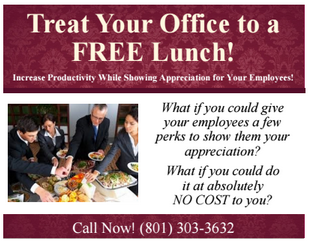 Treat Your Office to a
FREE Lunch!
Increase Productivity While Showing Appreciation for Your Employees!
What if you could give
your employees a few
perks to show them your
appreciation?
What if you could do
it at absolutely
NO COST to you?
Call Now! (801) 303-3632